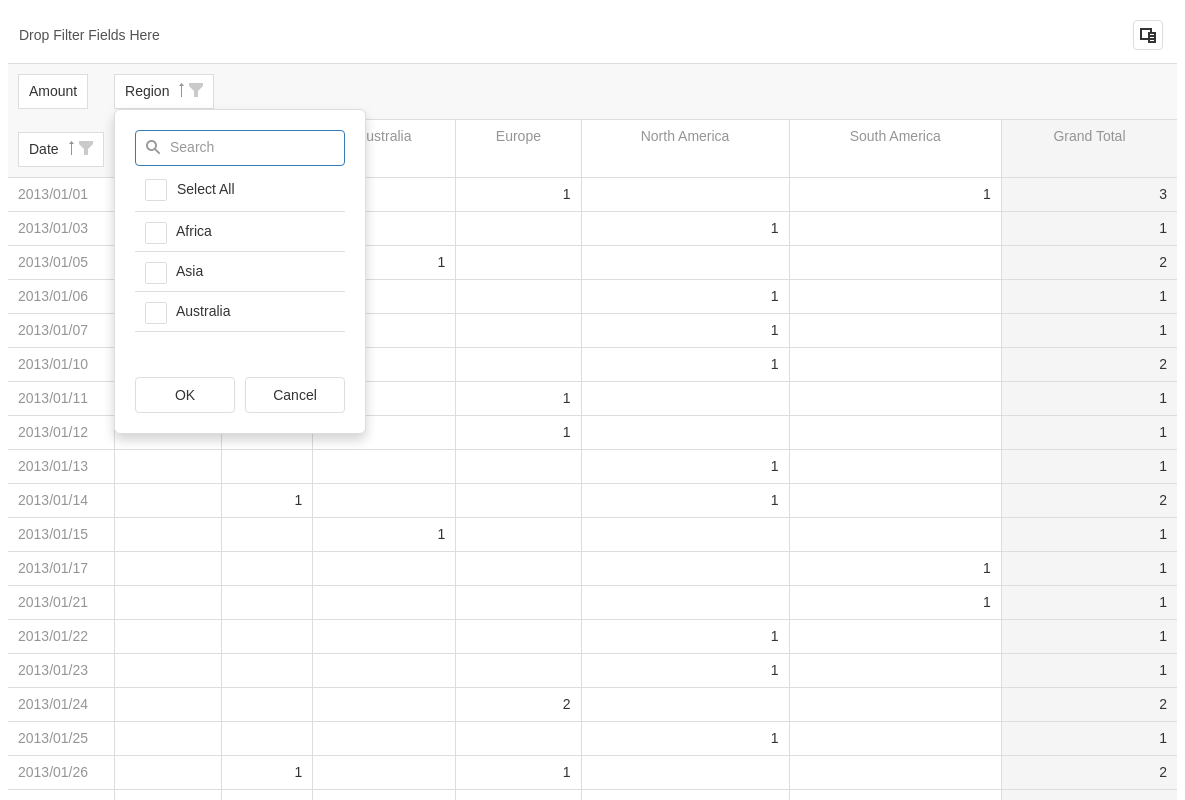 Drop Filter Fields Here
Amount Region
Date ustralia Europe North America South America Grand Total
Search
Select All
Africa
Asia
Australia
OK Cancel
2013/01/01 1 1 3
2013/01/03 1 1
2013/01/05 1 2
2013/01/06 1 1
2013/01/07 1 1
2013/01/10 1 2
2013/01/11 1 1
2013/01/12 1 1
2013/01/13 1 1
2013/01/14 1 1 2
2013/01/15 1 1
2013/01/17 1 1
2013/01/21 1 1
2013/01/22 1 1
2013/01/23 1 1
2013/01/24 2 2
2013/01/25 1 1
2013/01/26 1 1 2